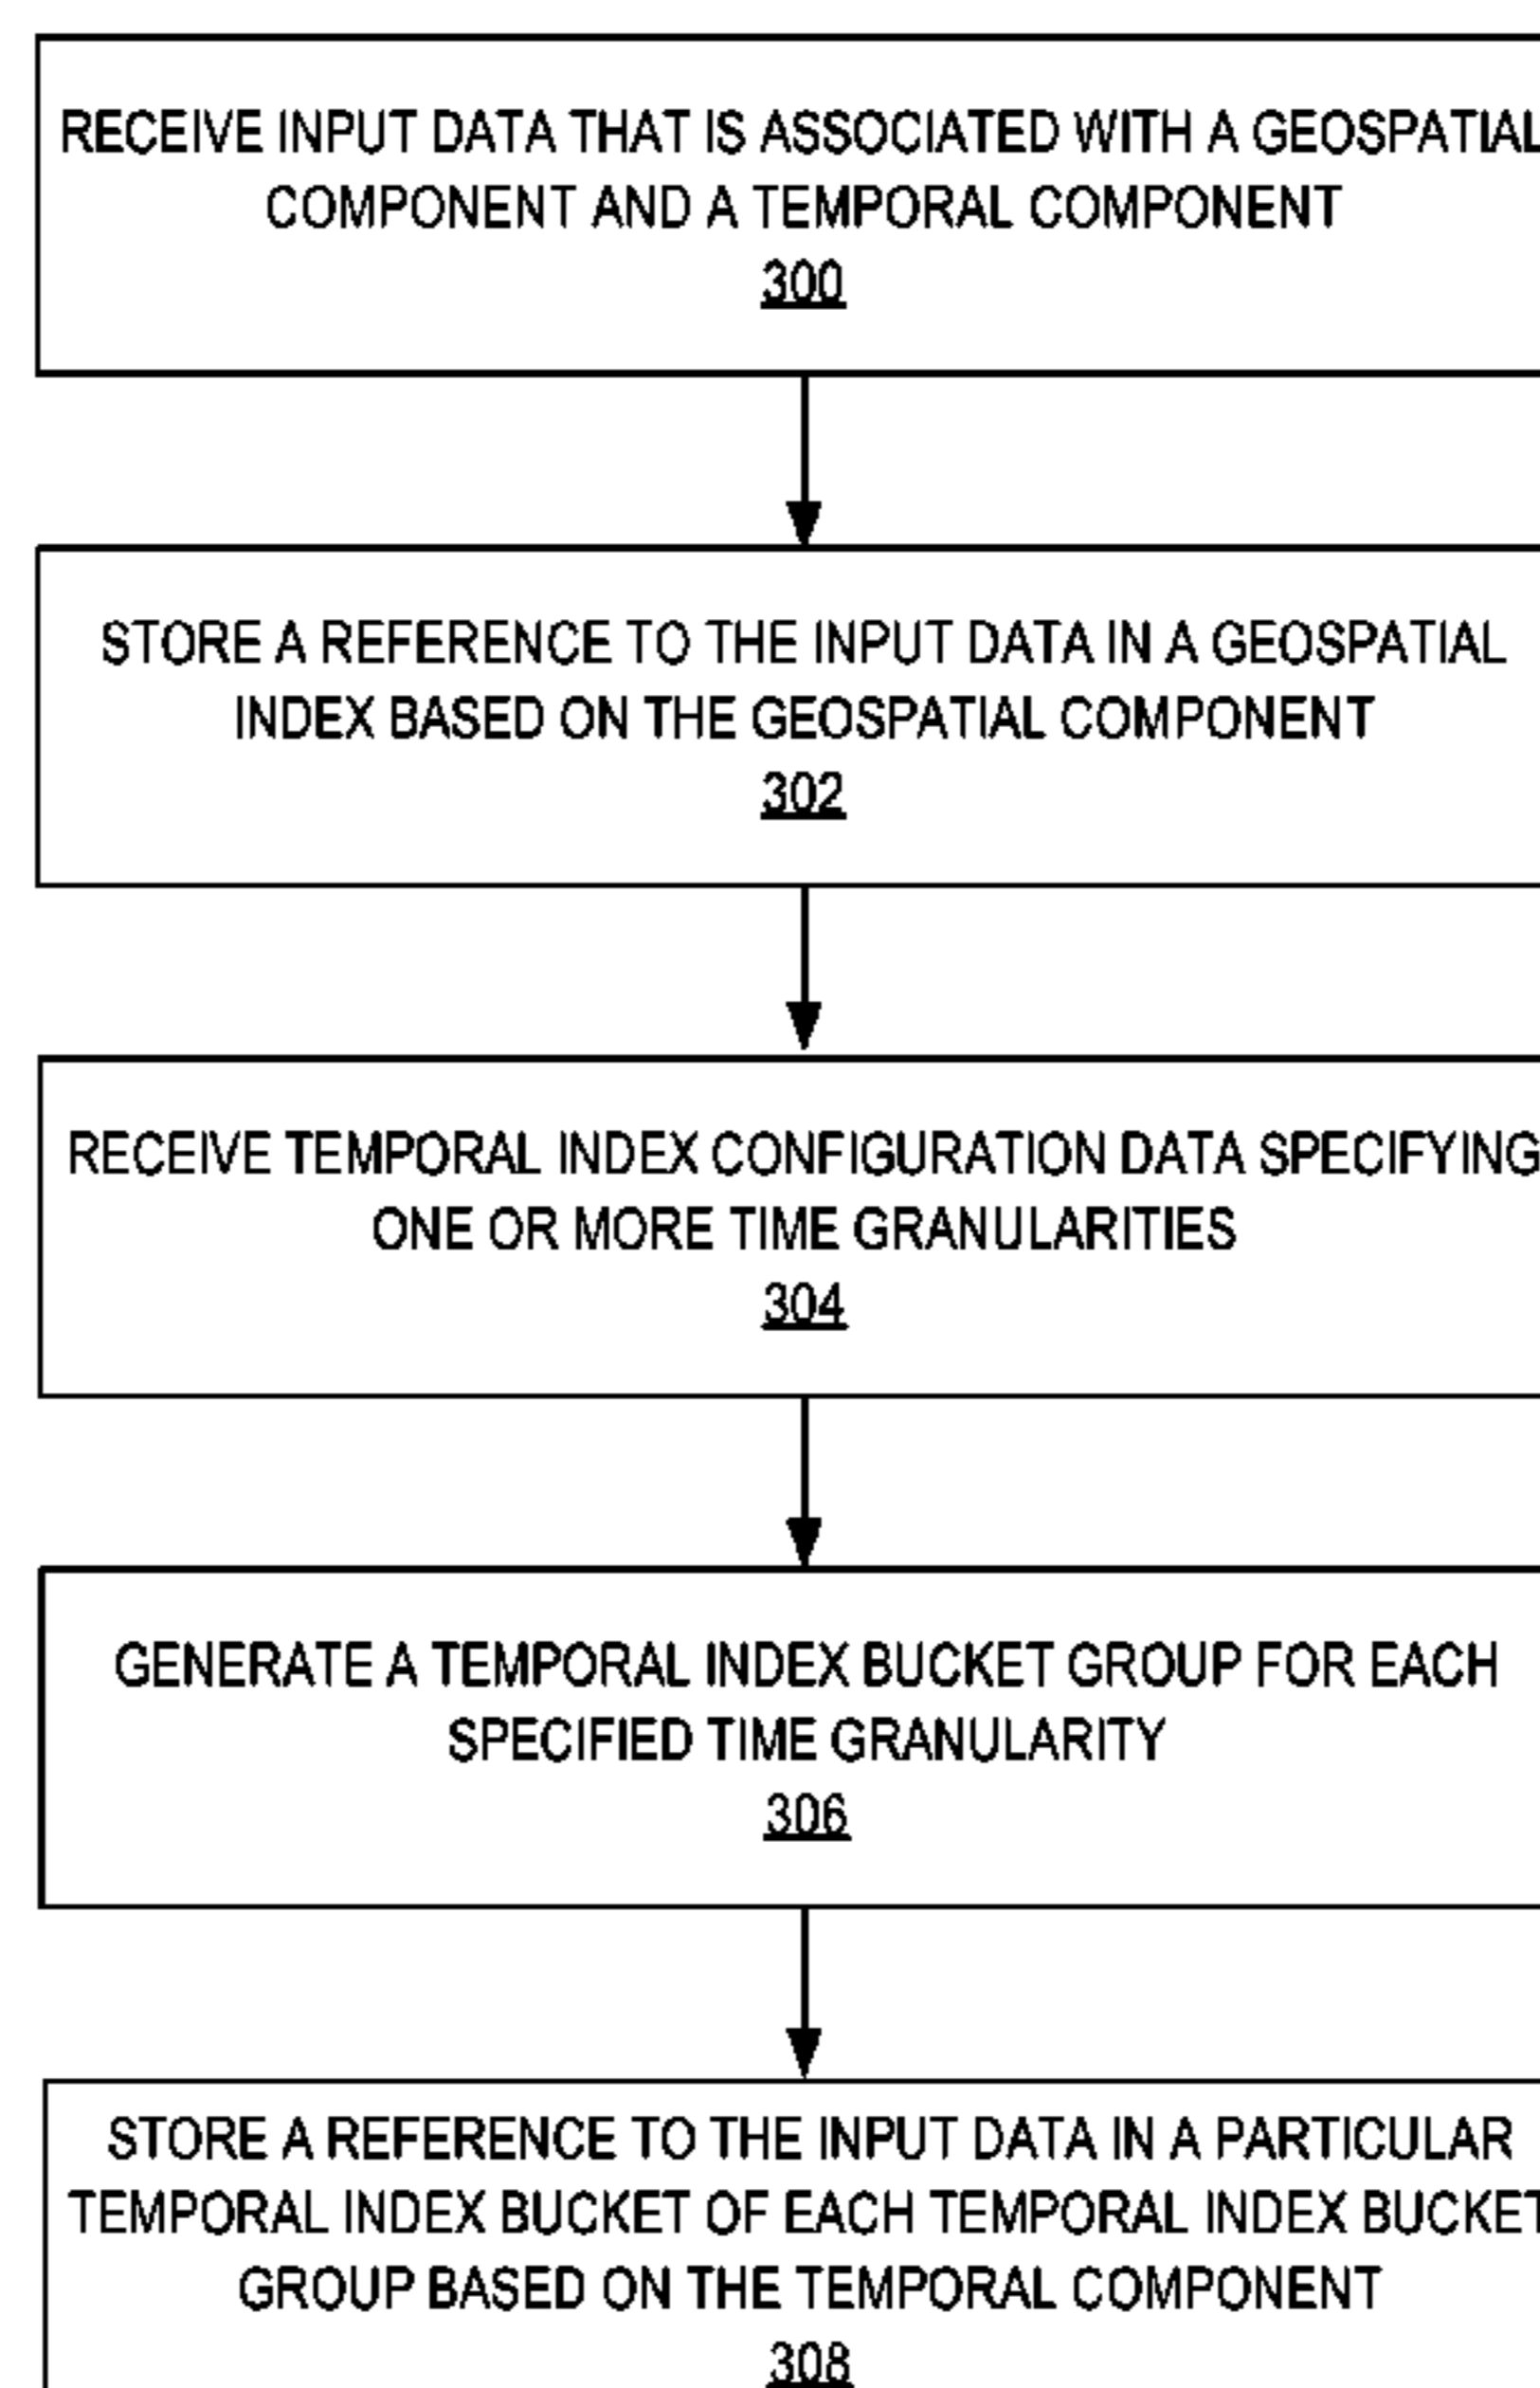 RECEIVE INPUT DATA THAT IS ASSOCIATED WITH A GEOSPATIAL
COMPONENT AND A TEMPORAL COMPONENT
300
STORE A REFERENCE TO THE INPUT DATA IN A GEOSPATIAL
INDEX BASED ON THE GEOSPATIAL COMPONENT
302
RECEIVE TEMPORAL INDEX CONFIGURATION DATA SPECIFYING
ONE OR MORE TIME GRANULARITIES
304
GENERATE A TEMPORAL INDEX BUCKET GROUP FOR EACH
SPECIFIED TIME GRANULARITY
306
STORE A REFERENCE TO THE INPUT DATA IN A PARTICULAR
TEMPORAL INDEX BUCKET OF EACH TEMPORAL INDEX BUCKET
GROUP BASED ON THE TEMPORAL COMPONENT
308